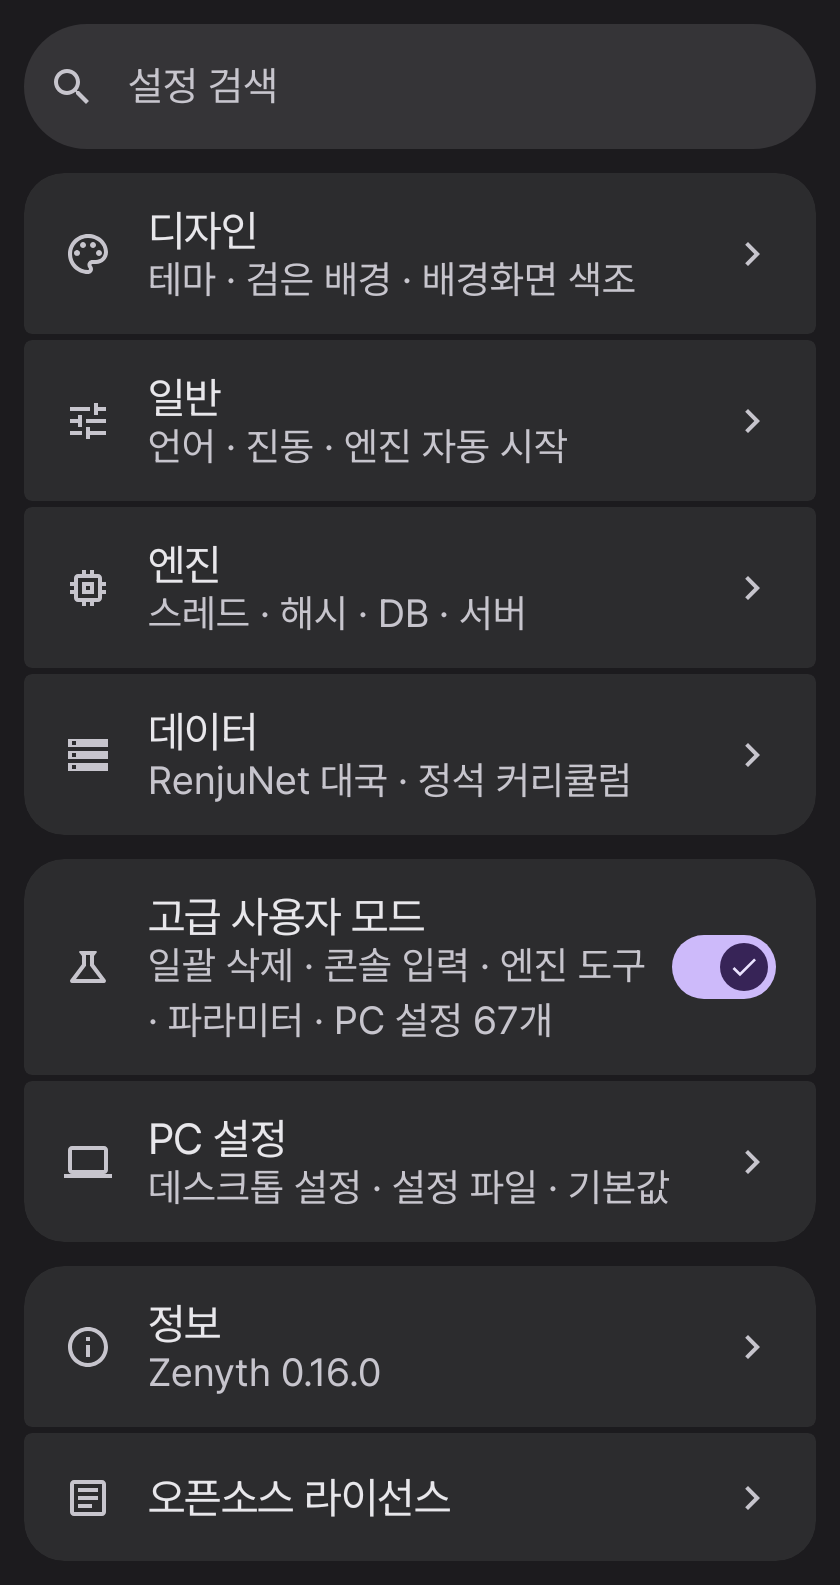 설정 검색
디자인
테마 · 검은 배경 · 배경화면 색조
일반
언어 · 진동 · 엔진 자동 시작
엔진
스레드 · 해시 · DB · 서버
데이터
RenjuNet 대국 · 정석 커리큘럼
고급 사용자 모드
일괄 삭제 · 콘솔 입력 · 엔진 도구
· 파라미터 · PC 설정 67개
PC 설정
데스크톱 설정 · 설정 파일 · 기본값
정보
Zenyth 0.16.0
오픈소스 라이선스